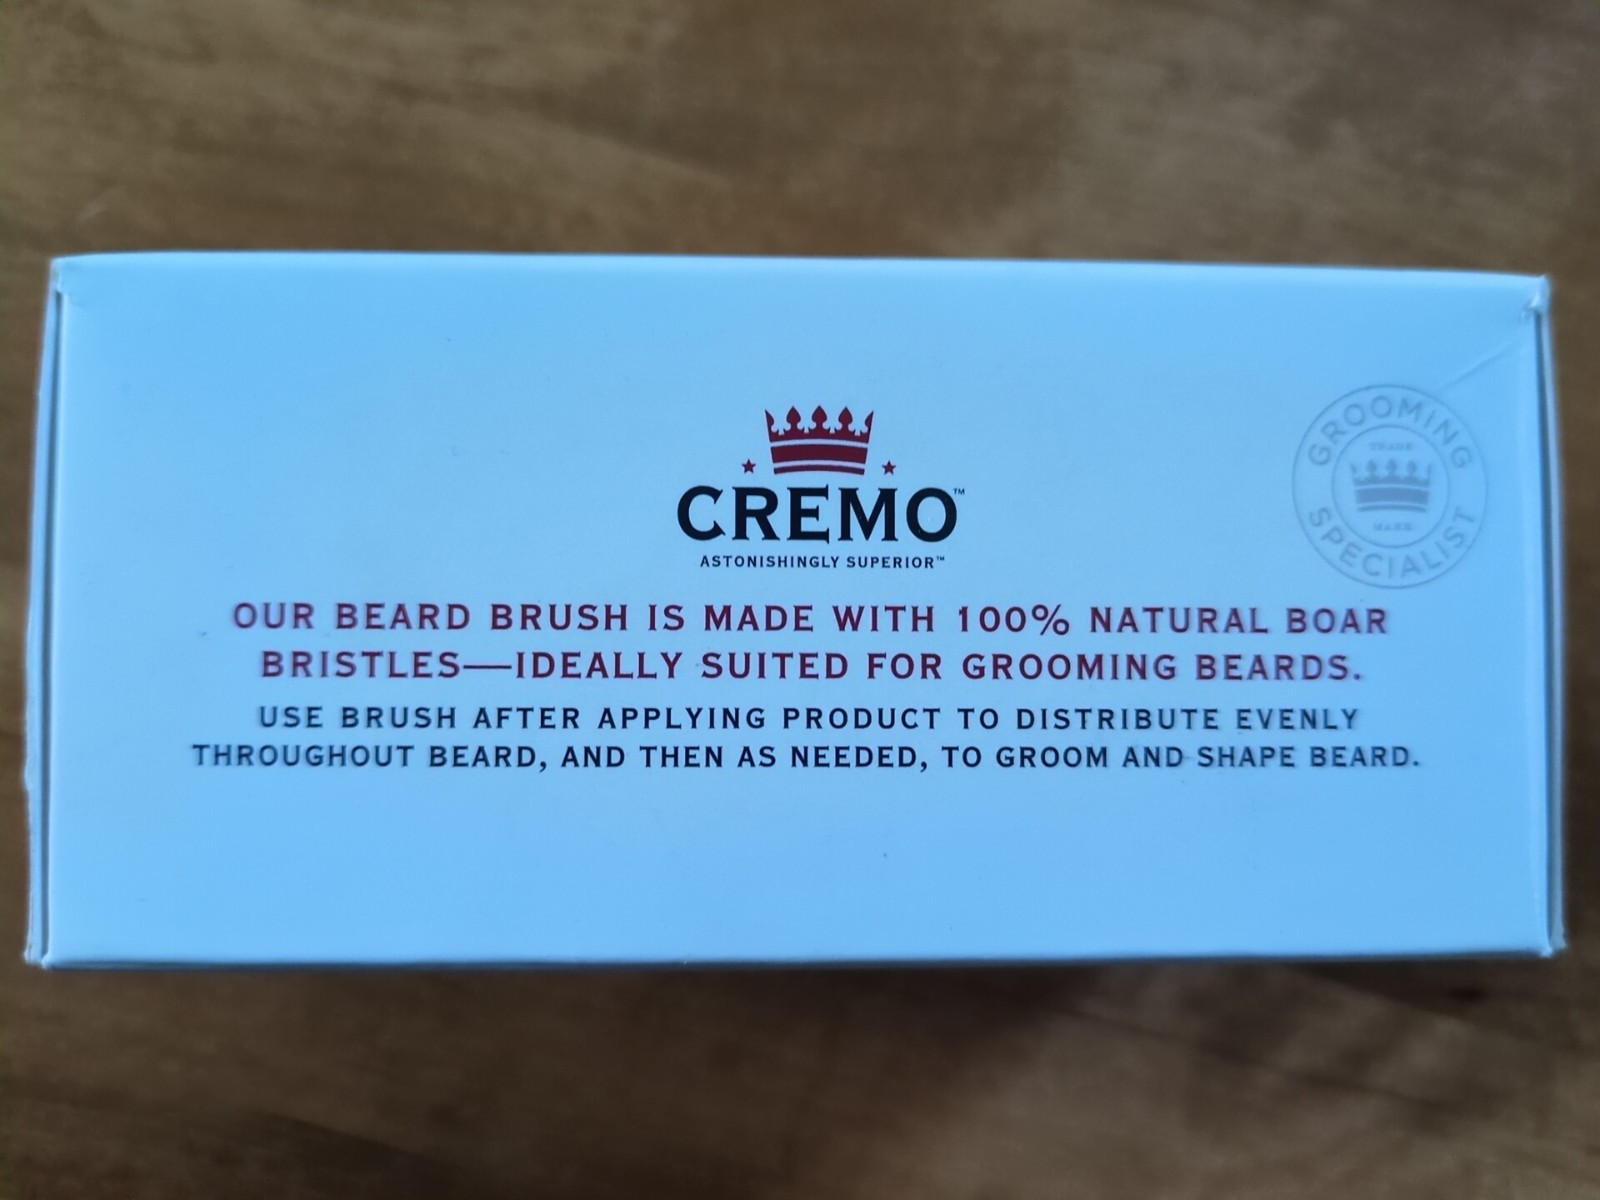 CREMO™
ASTONISHINGLY SUPERIOR™
OUR BEARD BRUSH IS MADE WITH 100% NATURAL BOAR
BRISTLES—IDEALLY SUITED FOR GROOMING BEARDS.
USE BRUSH AFTER APPLYING PRODUCT TO DISTRIBUTE EVENLY
THROUGHOUT BEARD, AND THEN AS NEEDED, TO GROOM AND SHAPE BEARD.
GROOMING
TRADE
MARK
SPECIALIST